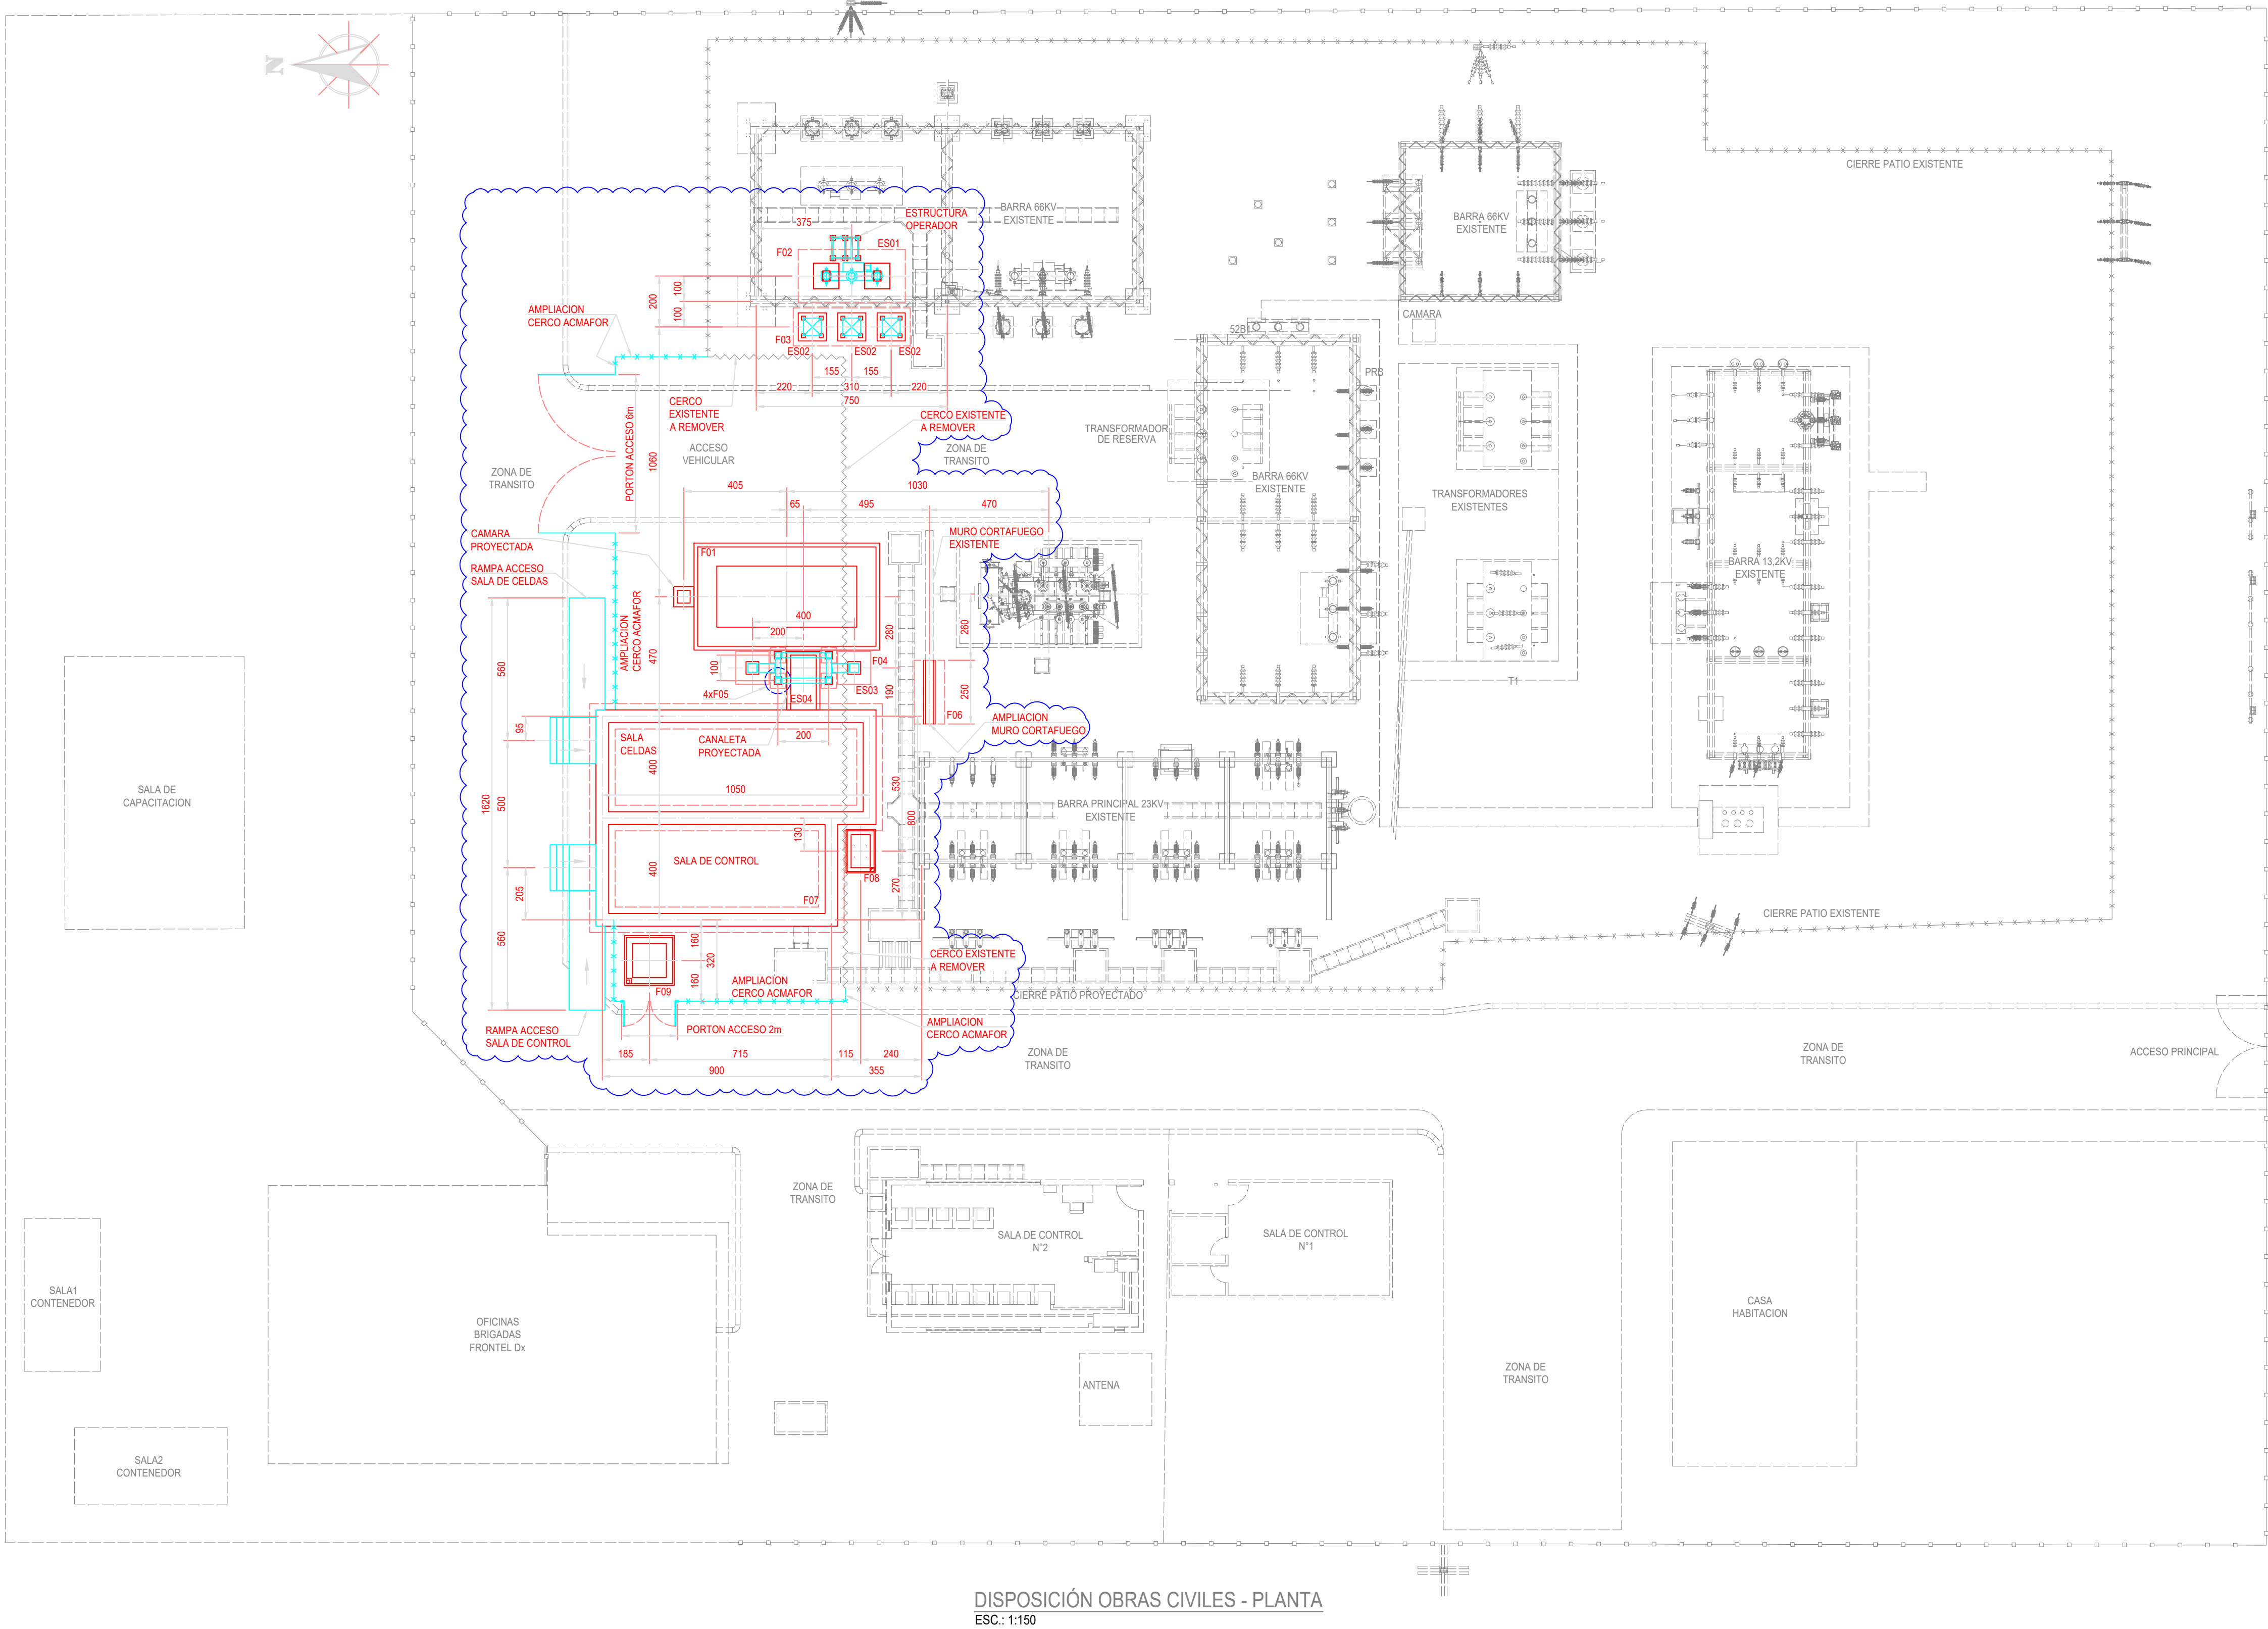 N
CIERRE PATIO EXISTENTE
BARRA 66KV
EXISTENTE
BARRA 66KV
EXISTENTE
ESTRUCTURA
OPERADOR
375
ES01
F02
200
100
100
AMPLIACION
CERCO ACMAFOR
F03
ES02
ES02
ES02
CAMARA
52B1
155
155
220
310
220
750
PRB
CERCO
EXISTENTE
A REMOVER
CERCO EXISTENTE
A REMOVER
PORTON ACCESO 6m
1060
ACCESO
VEHICULAR
ZONA DE
TRANSITO
ZONA DE
TRANSITO
TRANSFORMADOR
DE RESERVA
BARRA 66KV
EXISTENTE
TRANSFORMADORES
EXISTENTES
405
1030
65
495
470
CAMARA
PROYECTADA
MURO CORTAFUEGO
EXISTENTE
F01
RAMPA ACCESO
SALA DE CELDAS
BARRA 13,2KV
EXISTENTE
AMPLIACION
CERCO ACMAFOR
400
200
280
260
560
470
100
F04
4xF05
ES04
ES03
190
250
T1
F06
AMPLIACION
MURO CORTAFUEGO
95
SALA
CELDAS
CANALETA
PROYECTADA
200
400
1050
530
SALA DE
CAPACITACION
1620
500
BARRA PRINCIPAL 23KV
EXISTENTE
130
800
SALA DE CONTROL
400
F08
205
F07
270
CIERRE PATIO EXISTENTE
560
160
320
160
F09
AMPLIACION
CERCO ACMAFOR
CERCO EXISTENTE
A REMOVER
CIERRE PATIO PROYECTADO
RAMPA ACCESO
SALA DE CONTROL
PORTON ACCESO 2m
AMPLIACION
CERCO ACMAFOR
185
715
115
240
900
355
ZONA DE
TRANSITO
ZONA DE
TRANSITO
ACCESO PRINCIPAL
ZONA DE
TRANSITO
SALA DE CONTROL
N°2
SALA DE CONTROL
N°1
SALA1
CONTENEDOR
OFICINAS
BRIGADAS
FRONTEL Dx
CASA
HABITACION
ANTENA
ZONA DE
TRANSITO
SALA2
CONTENEDOR
DISPOSICIÓN OBRAS CIVILES - PLANTA
ESC.: 1:150